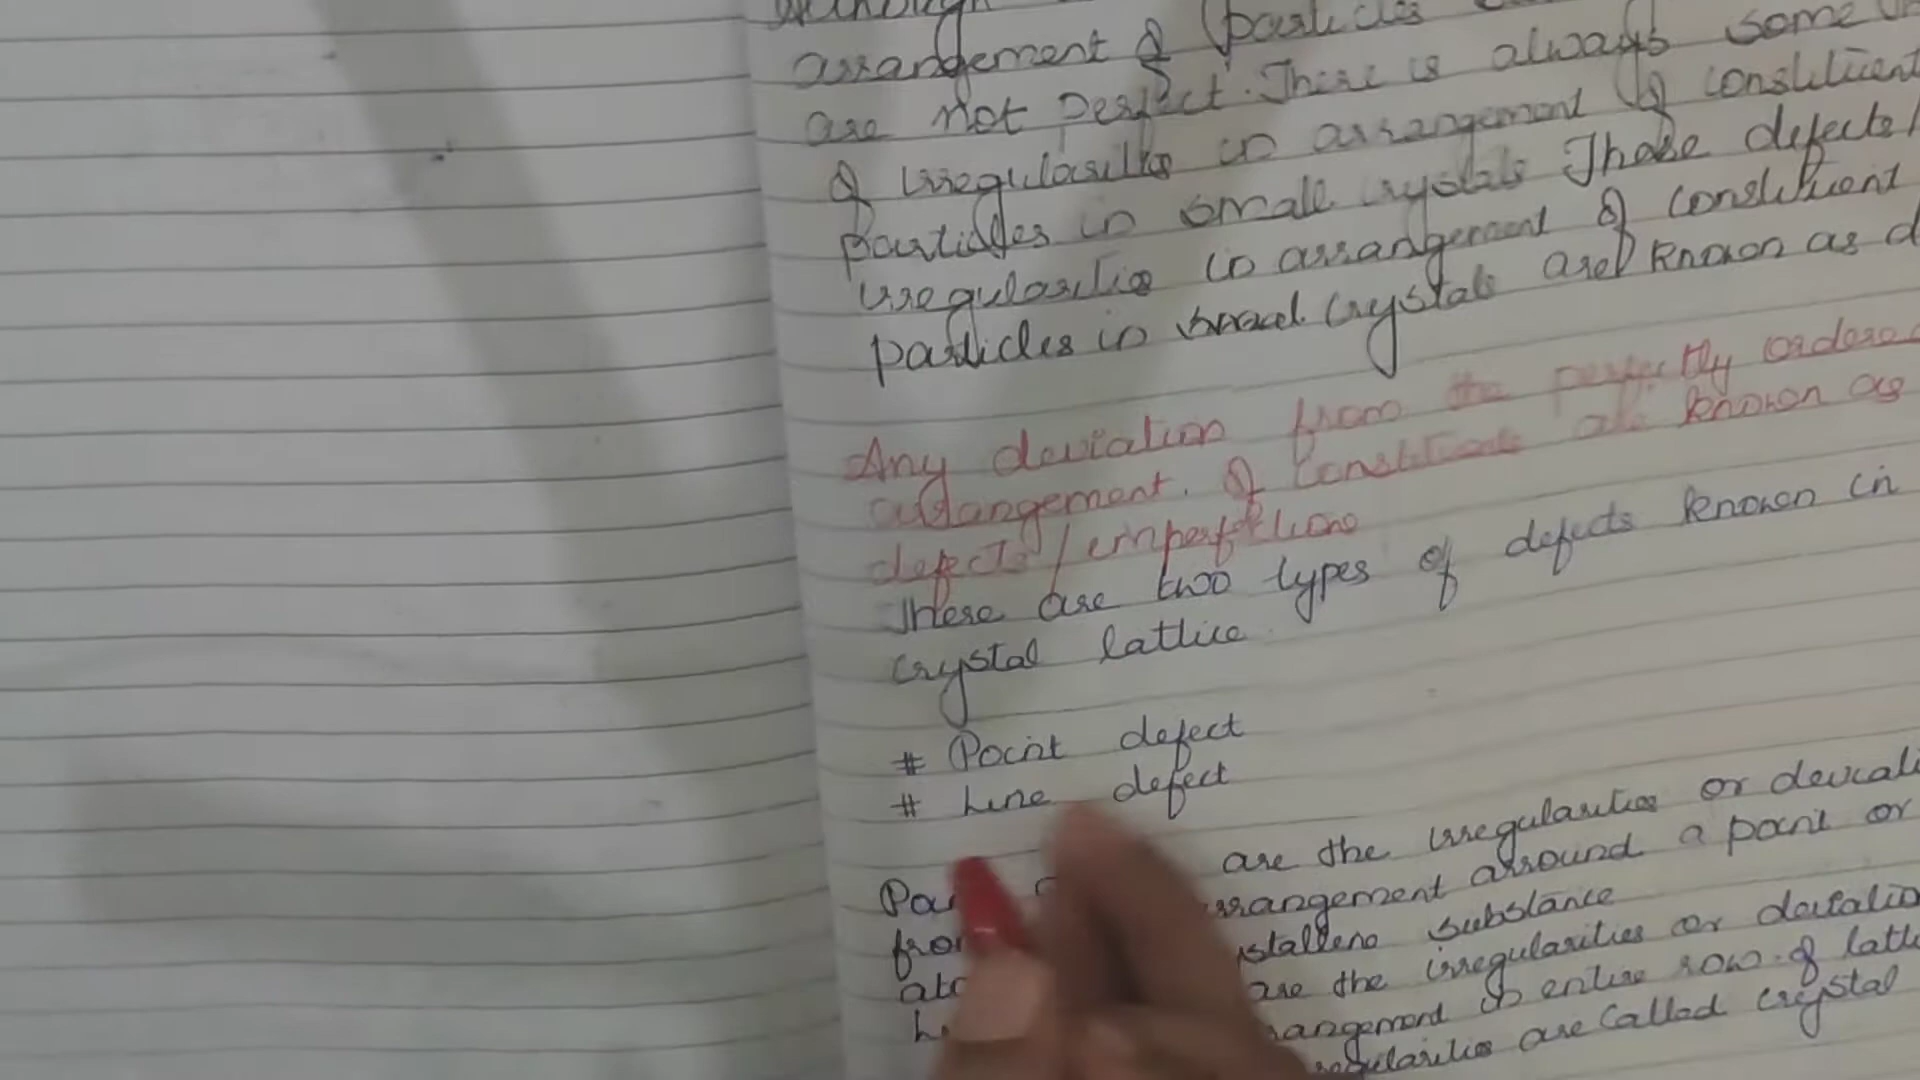 arrangement of particles
are not perfect. There is always some
of irregularities in arrangement of constituent
particles in small crystals These defects/
irregularities in arrangement of constituent
particles in small crystals are known as d
Any deviation from the perfectly ordered
arrangement. of constituents are known as
defects / imperfections
There are two types of defects known in
crystal lattice
# Point defect
# Line defect
are the irregularities or deviati
arrangement arround a point or
substance
are the irregularities or deviation
entire row of latt
are called crystal